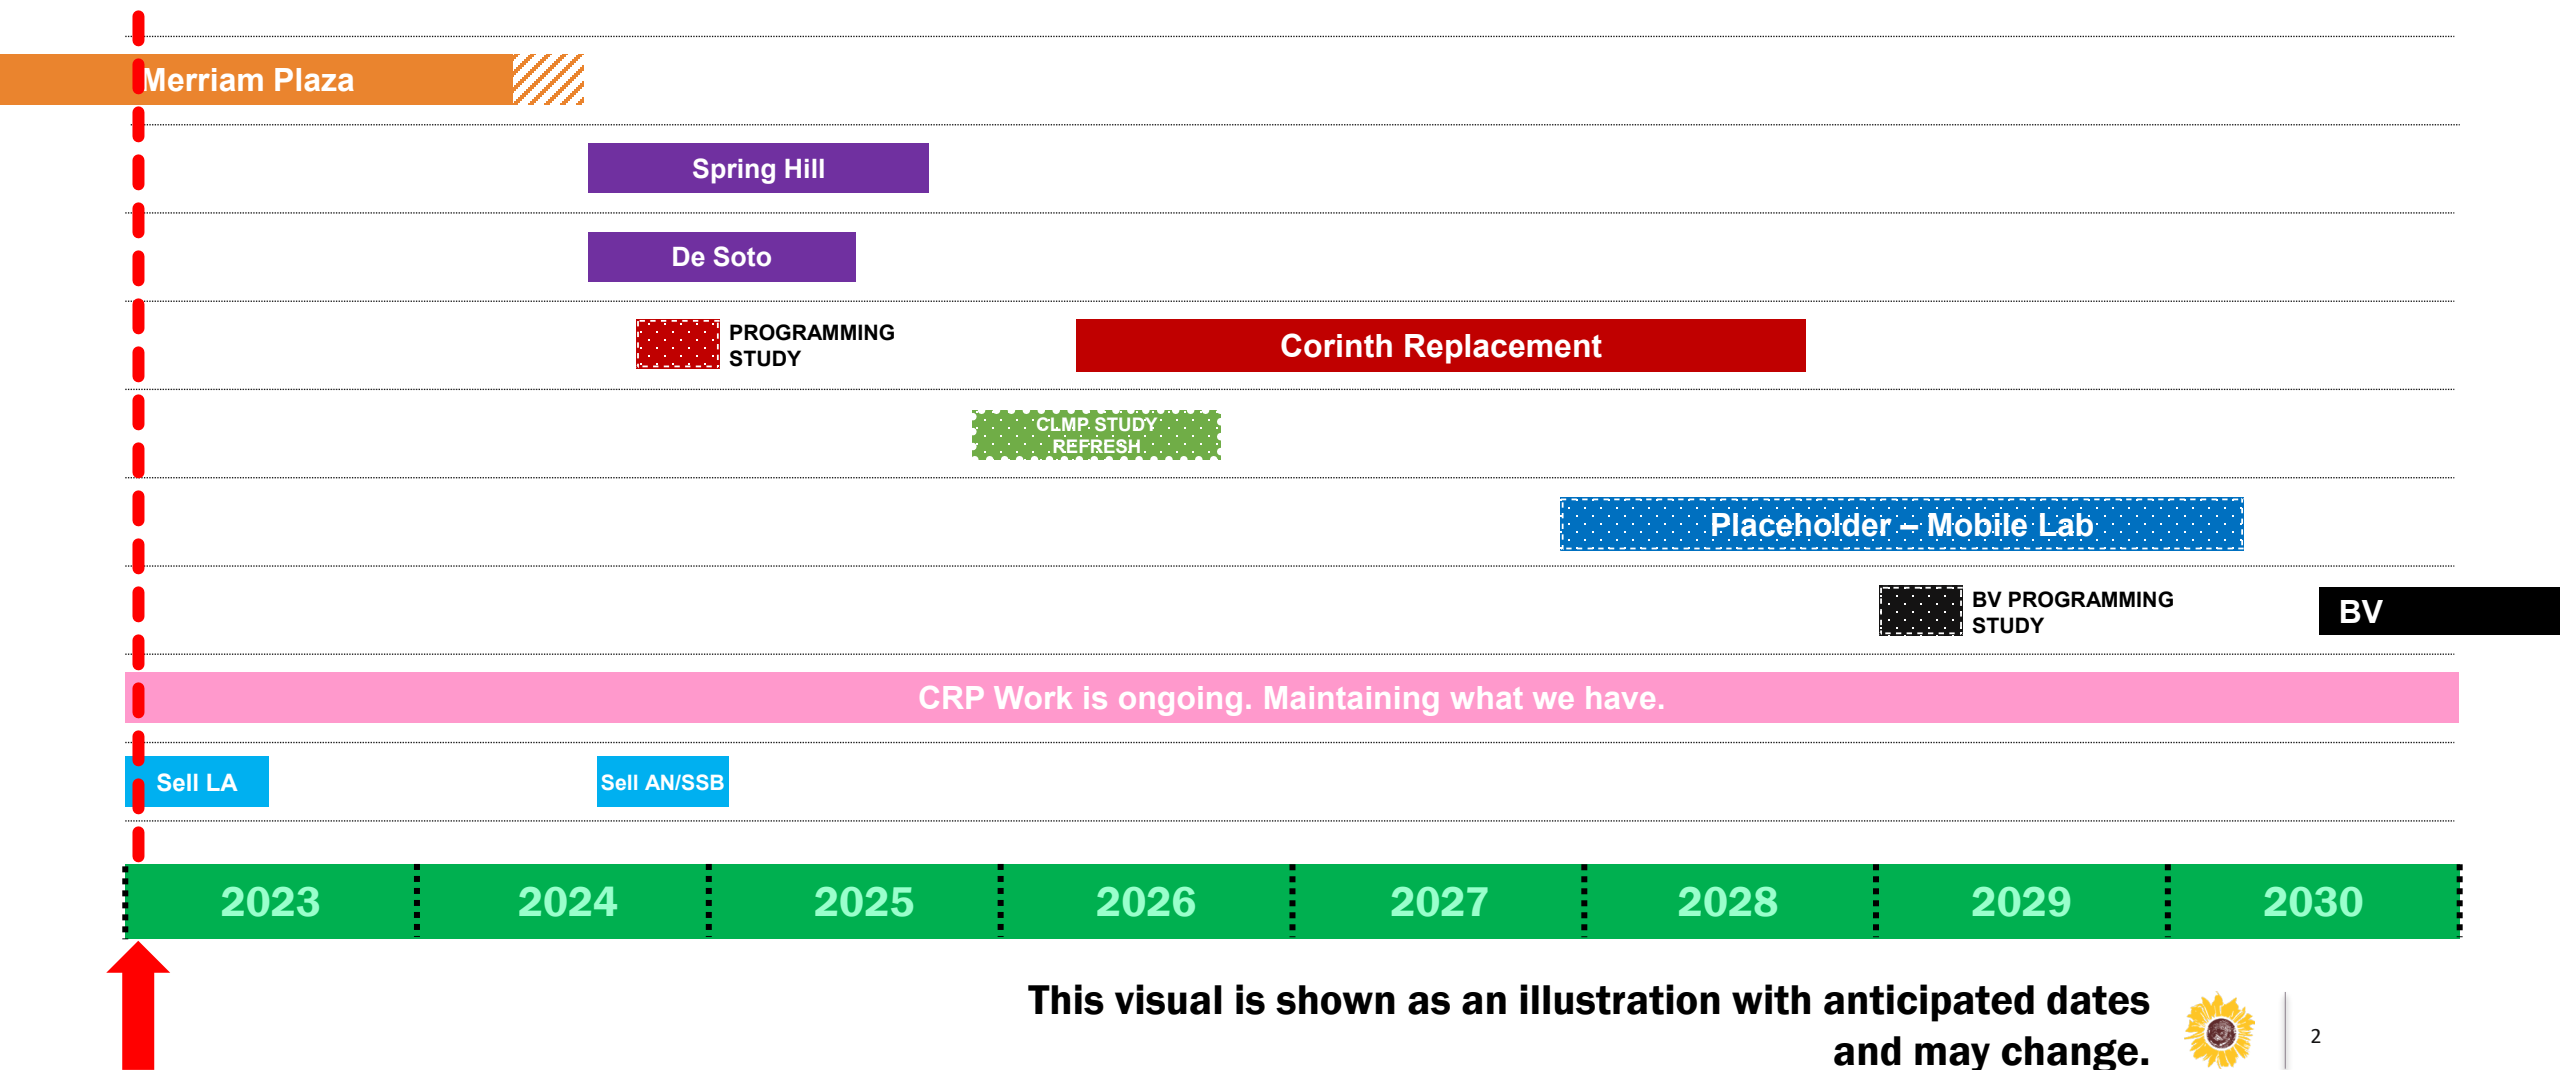 Merriam Plaza
Spring Hill
De Soto
PROGRAMMING
STUDY
Corinth Replacement
CLMP STUDY
REFRESH
Placeholder – Mobile Lab
BV PROGRAMMING
STUDY
BV
CRP Work is ongoing. Maintaining what we have.
Sell LA
Sell AN/SSB
2023
2024
2025
2026
2027
2028
2029
2030
This visual is shown as an illustration with anticipated dates
and may change.
2